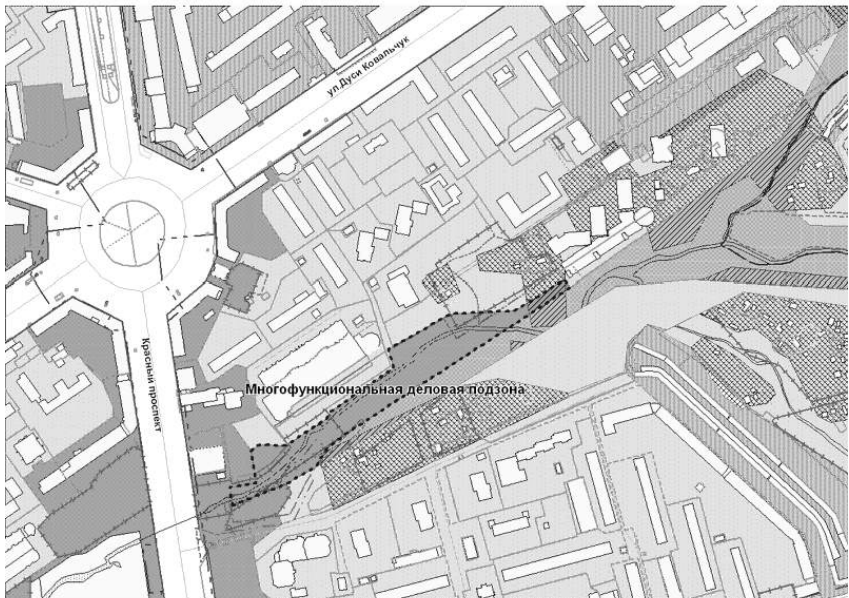 ул.Дуси Ковальчук
Красный проспект
Многофункциональная деловая подзона